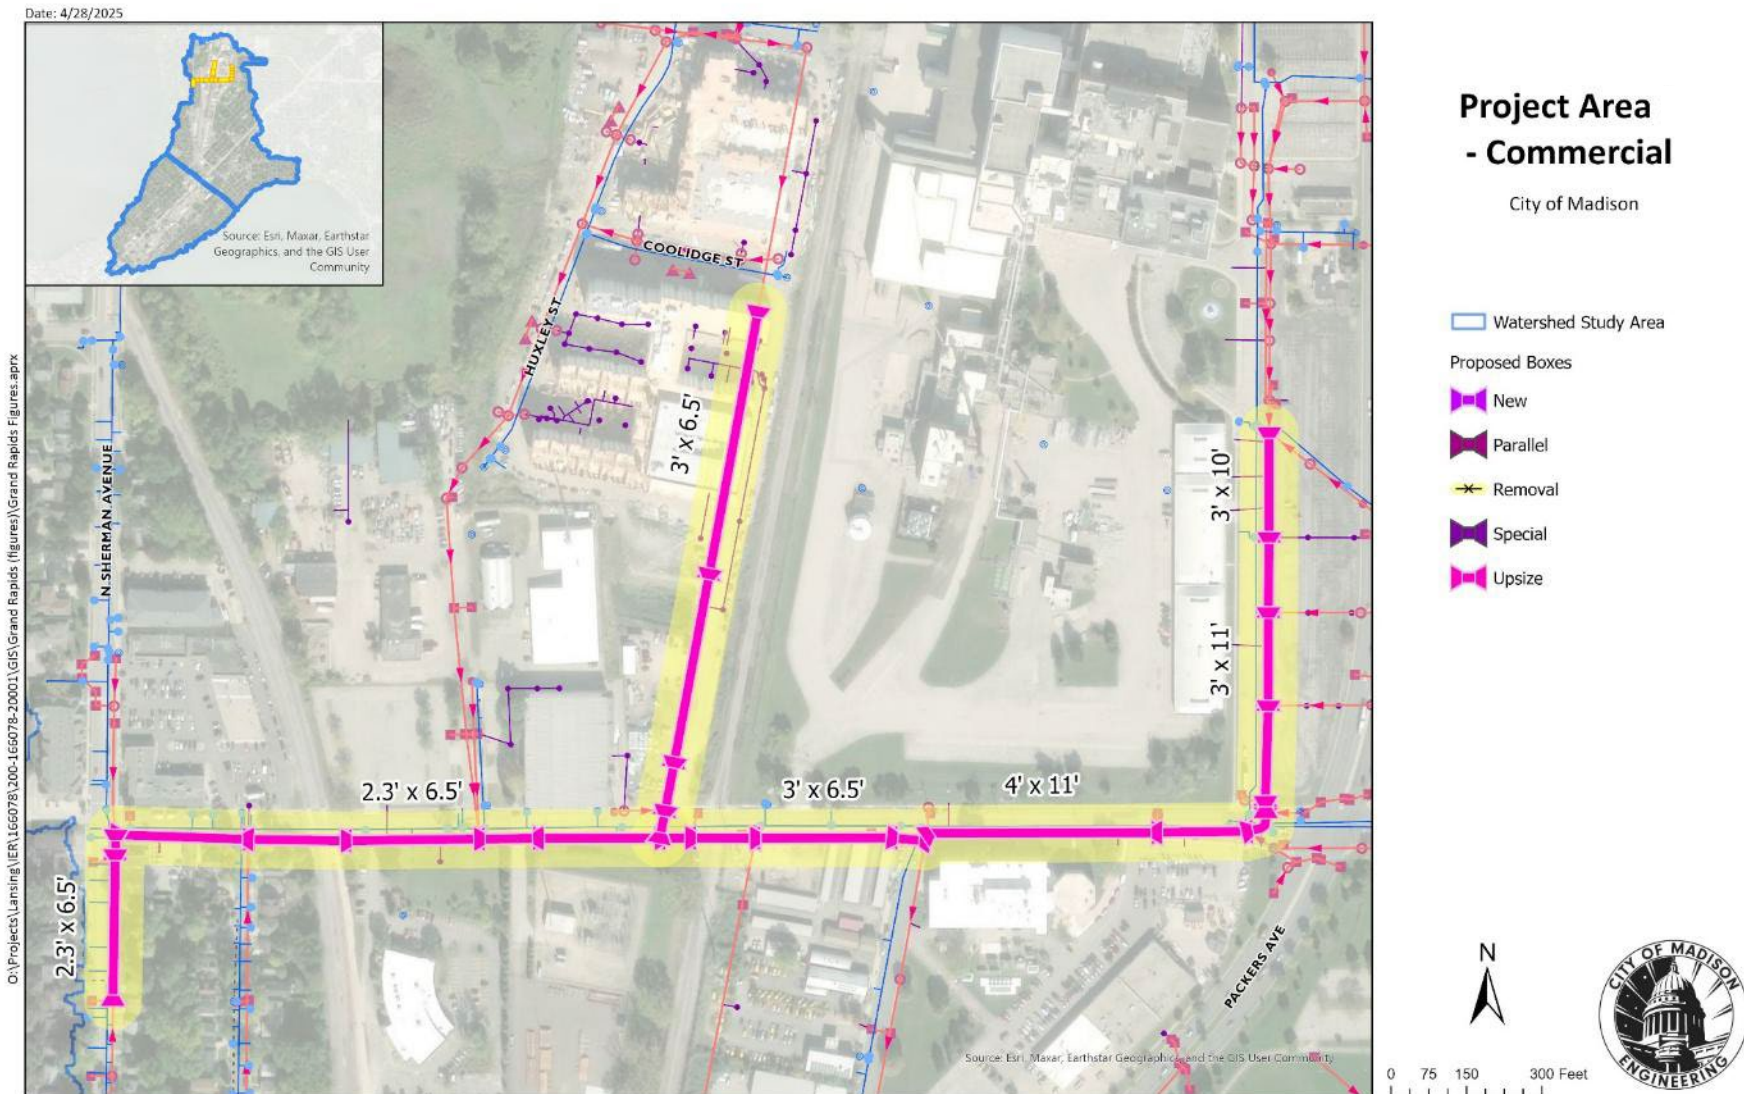 Date: 4/28/2025
Source: Esri, Maxar, Earthstar
Geographics, and the GIS User
Community
O:\Projects\Lansing\IER\166078\200-166078-20001\GIS\Grand Rapids (figures)\Grand Rapids Figures.aprx
COOLIDGE ST
HUXLEY ST
N SHERMAN AVENUE
3' x 6.5'
3' x 10'
3' x 11'
2.3' x 6.5'
3' x 6.5'
4' x 11'
2.3' x 6.5'
PACKERS AVE
Source: Esri, Maxar, Earthstar Geographics, and the GIS User Community
Project Area
- Commercial
City of Madison
Watershed Study Area
Proposed Boxes
New
Parallel
Removal
Special
Upsize
N
CITY OF MADISON
ENGINEERING
0 75 150 300 Feet